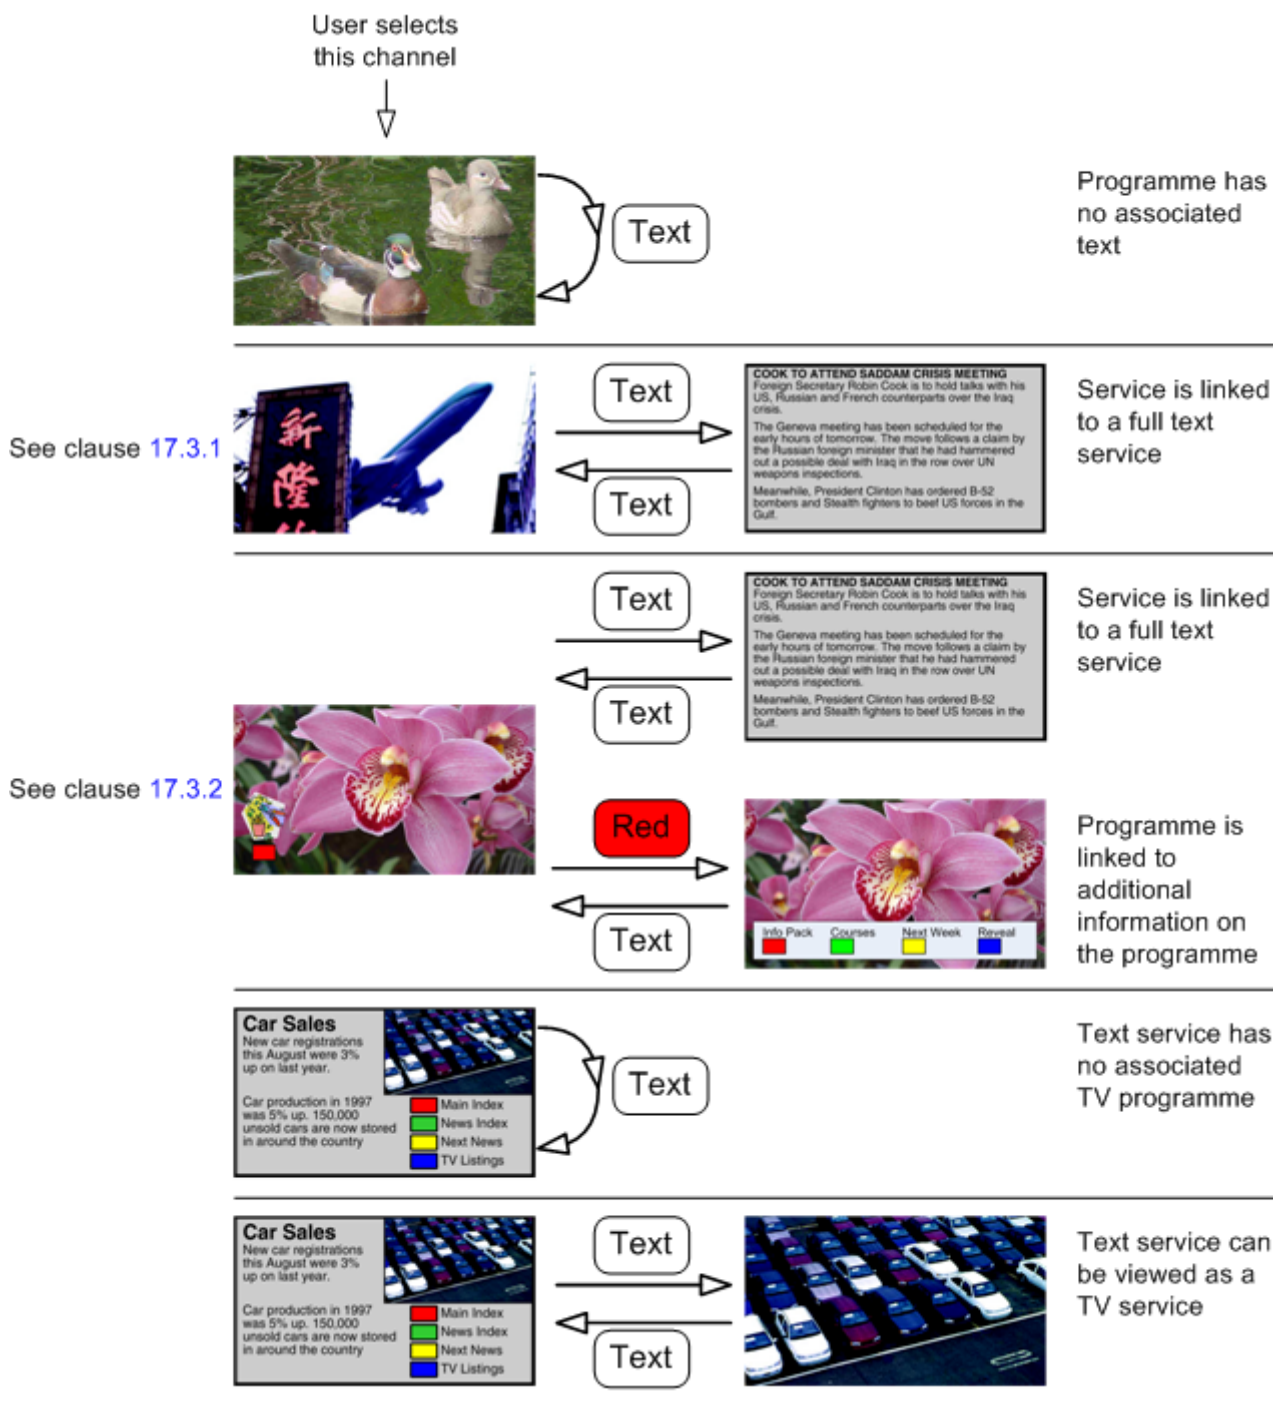 User selects
this channel
Text
Programme has
no associated
text
See clause 17.3.1
新
隆
Text
Text
COOK TO ATTEND SADDAM CRISIS MEETING
Foreign Secretary Robin Cook is to hold talks with his
US, Russian and French counterparts over the Iraq
crisis.
The Geneva meeting has been scheduled for the
early hours of tomorrow. The move follows a claim by
the Russian foreign minister that he had hammered
out a possible deal with Iraq in the row over UN
weapons inspections.
Meanwhile, President Clinton has ordered B-52
bombers and Stealth fighters to beef US forces in the
Gulf.
Service is linked
to a full text
service
See clause 17.3.2
Text
Text
COOK TO ATTEND SADDAM CRISIS MEETING
Foreign Secretary Robin Cook is to hold talks with his
US, Russian and French counterparts over the Iraq
crisis.
The Geneva meeting has been scheduled for the
early hours of tomorrow. The move follows a claim by
the Russian foreign minister that he had hammered
out a possible deal with Iraq in the row over UN
weapons inspections.
Meanwhile, President Clinton has ordered B-52
bombers and Stealth fighters to beef US forces in the
Gulf.
Service is linked
to a full text
service
Red
Text
Info Pack Courses Next Week Reveal
Programme is
linked to
additional
information on
the programme
Car Sales
New car registrations
this August were 3%
up on last year.
Car production in 1997
was 5% up. 150,000
unsold cars are now stored
in around the country
Main Index
News Index
Next News
TV Listings
Text
Text service has
no associated
TV programme
Car Sales
New car registrations
this August were 3%
up on last year.
Car production in 1997
was 5% up. 150,000
unsold cars are now stored
in around the country
Main Index
News Index
Next News
TV Listings
Text
Text
Text service can
be viewed as a
TV service